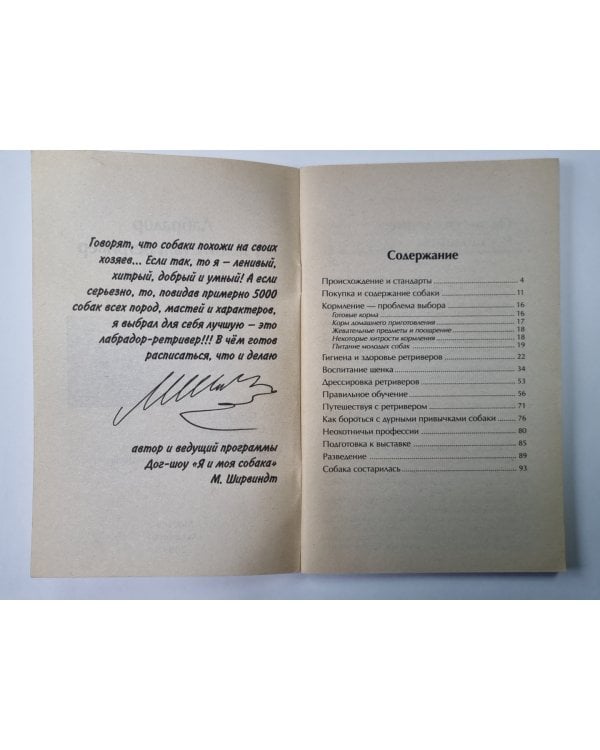 Говорят, что собаки похожи на своих
хозяев... Если так, то я – ленивый,
хитрый, добрый и умный! А если
серьезно, то, повидав примерно 5000
собак всех пород, мастей и характеров,
я выбрал для себя лучшую – это
лабрадор-ретривер!!! В чём готов
расписаться, что и делаю
автор и ведущий программы
Дог-шоу «Я и моя собака»
М. Ширвиндт
Содержание
Происхождение и стандарты 4
Покупка и содержание собаки 11
Кормление — проблема выбора 16
Готовые корма 16
Корм домашнего приготовления 17
Жевательные предметы и поощрение 18
Некоторые хитрости кормления 18
Питание молодых собак 19
Гигиена и здоровье ретриверов 22
Воспитание щенка 34
Дрессировка ретриверов 53
Правильное обучение 56
Путешествуя с ретривером 71
Как бороться с дурными привычками собаки 76
Неохотничьи профессии 80
Подготовка к выставке 85
Разведение 89
Собака состарилась 93